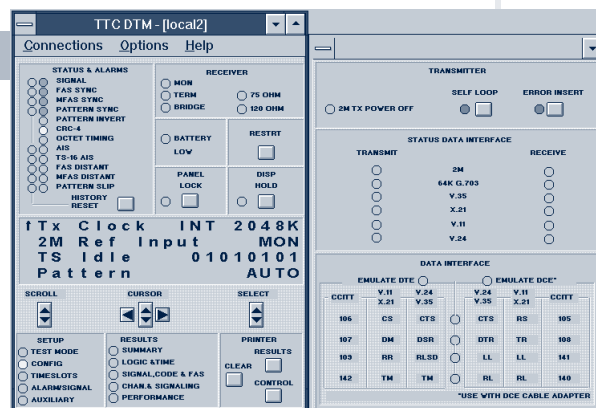 TTC DTM - [local2]
Connections Options Help
STATUS & ALARMS
SIGNAL
FAS SYNC
MFAS SYNC
PATTERN SYNC
PATTERN INVERT
CRC-4
OCTET TIMING
AIS
TS-16 AIS
FAS DISTANT
MFAS DISTANT
PATTERN SLIP
HISTORY
RESET
RECEIVER
MON
TERM 75 OHM
BRIDGE 120 OHM
BATTERY
LOW
RESTRT
PANEL
LOCK
DISP
HOLD
↑Tx Clock INT 2048K
2M Ref Input MON
TS Idle 01010101
Pattern AUTO
SCROLL CURSOR SELECT
SETUP
TEST MODE
CONFIG
TIMESLOTS
ALARM/SIGNAL
AUXILIARY
RESULTS
SUMMARY
LOGIC &TIME
SIGNAL,CODE & FAS
CHAN.& SIGNALING
PERFORMANCE
PRINTER
RESULTS
CLEAR
CONTROL
TRANSMITTER
SELF LOOP ERROR INSERT
2M TX POWER OFF
STATUS DATA INTERFACE
TRANSMIT RECEIVE
2M
64K G.703
V.35
X.21
V.11
V.24
DATA INTERFACE
EMULATE DTE EMULATE DCE*
CCITT V.11 V.24 V.24 V.11 CCITT
X.21 V.35 V.35 X.21
106 CS CTS CTS RS 105
107 DM DSR DTR TR 108
109 RR RLSD LL LL 141
142 TM TM RL RL 140
*USE WITH DCE CABLE ADAPTER